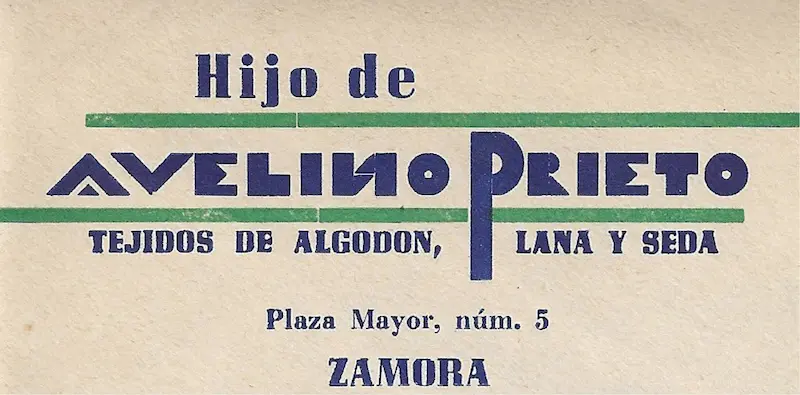 Hijo de
AVELINO PRIETO
TEJIDOS DE ALGODON, LANA Y SEDA
Plaza Mayor, núm. 5
ZAMORA